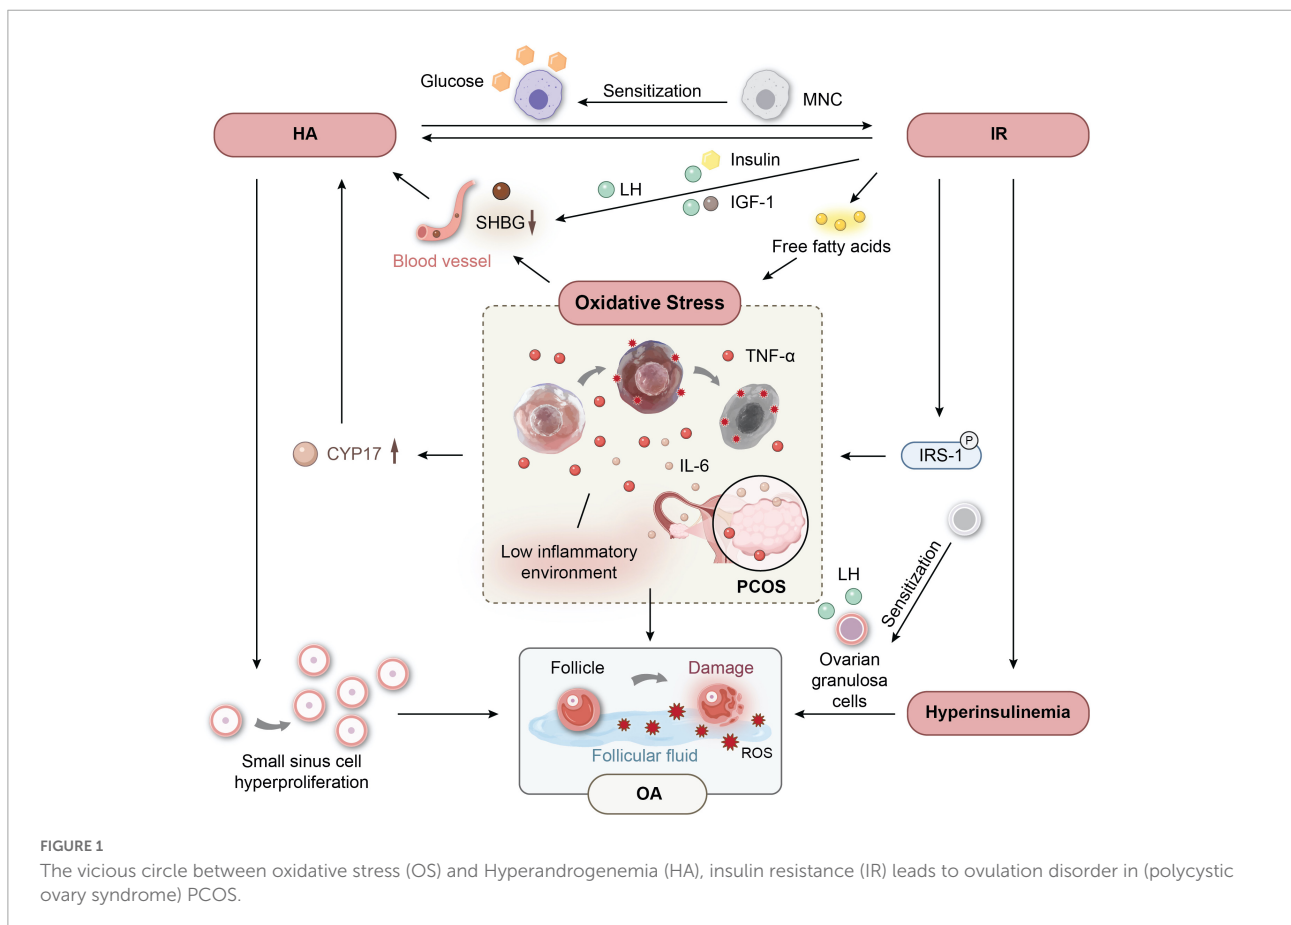 Glucose
Sensitization
MNC
HA
IR
Insulin
LH
IGF-1
SHBG
Blood vessel
Free fatty acids
Oxidative Stress
TNF-α
CYP17
IL-6
P
IRS-1
Low inflammatory
environment
PCOS
Sensitization
LH
Ovarian
granulosa
cells
Follicle
Damage
Hyperinsulinemia
Follicular fluid
ROS
Small sinus cell
hyperproliferation
OA
FIGURE 1
The vicious circle between oxidative stress (OS) and Hyperandrogenemia (HA), insulin resistance (IR) leads to ovulation disorder in (polycystic
ovary syndrome) PCOS.